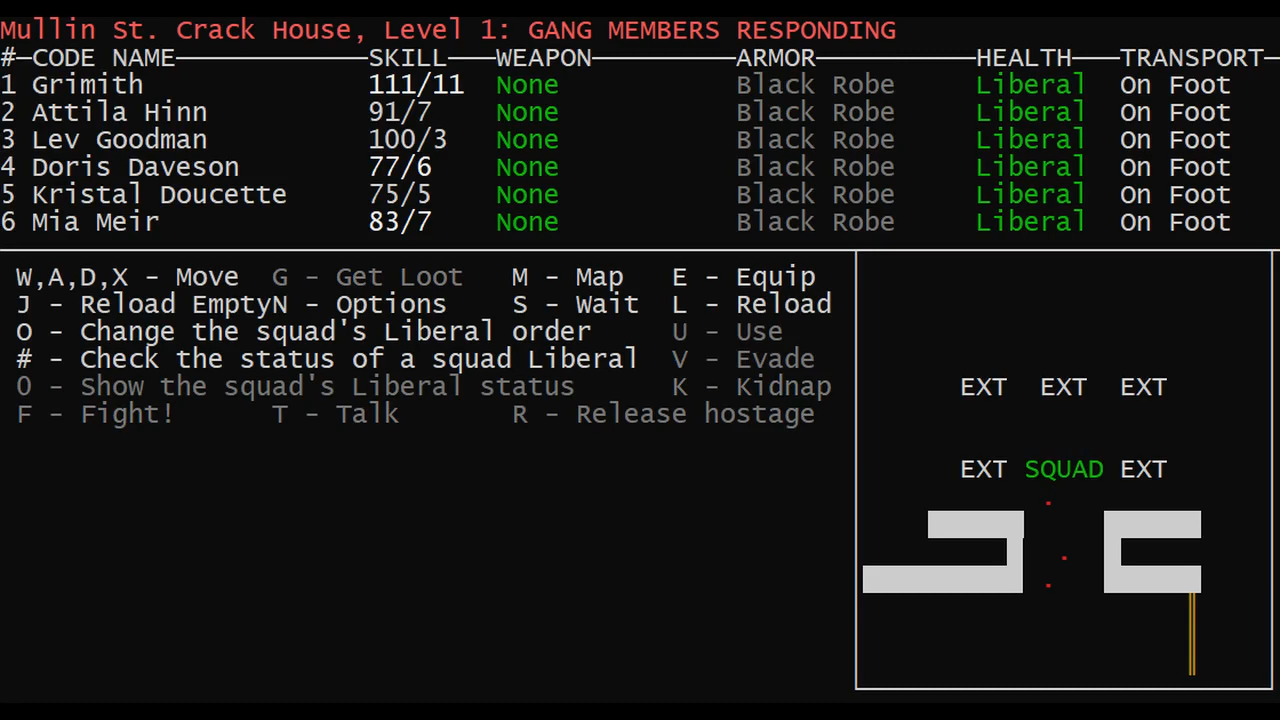 Mullin St. Crack House, Level 1: GANG MEMBERS RESPONDING
#—CODE NAME————————————SKILL———WEAPON—————————ARMOR——————————HEALTH———TRANSPORT—
1 Grimith 111/11 None Black Robe Liberal On Foot
2 Attila Hinn 91/7 None Black Robe Liberal On Foot
3 Lev Goodman 100/3 None Black Robe Liberal On Foot
4 Doris Daveson 77/6 None Black Robe Liberal On Foot
5 Kristal Doucette 75/5 None Black Robe Liberal On Foot
6 Mia Meir 83/7 None Black Robe Liberal On Foot
W,A,D,X - Move G - Get Loot M - Map E - Equip
J - Reload EmptyN - Options S - Wait L - Reload
O - Change the squad's Liberal order U - Use
# - Check the status of a squad Liberal V - Evade
0 - Show the squad's Liberal status K - Kidnap
F - Fight! T - Talk R - Release hostage
EXT EXT EXT
EXT SQUAD EXT